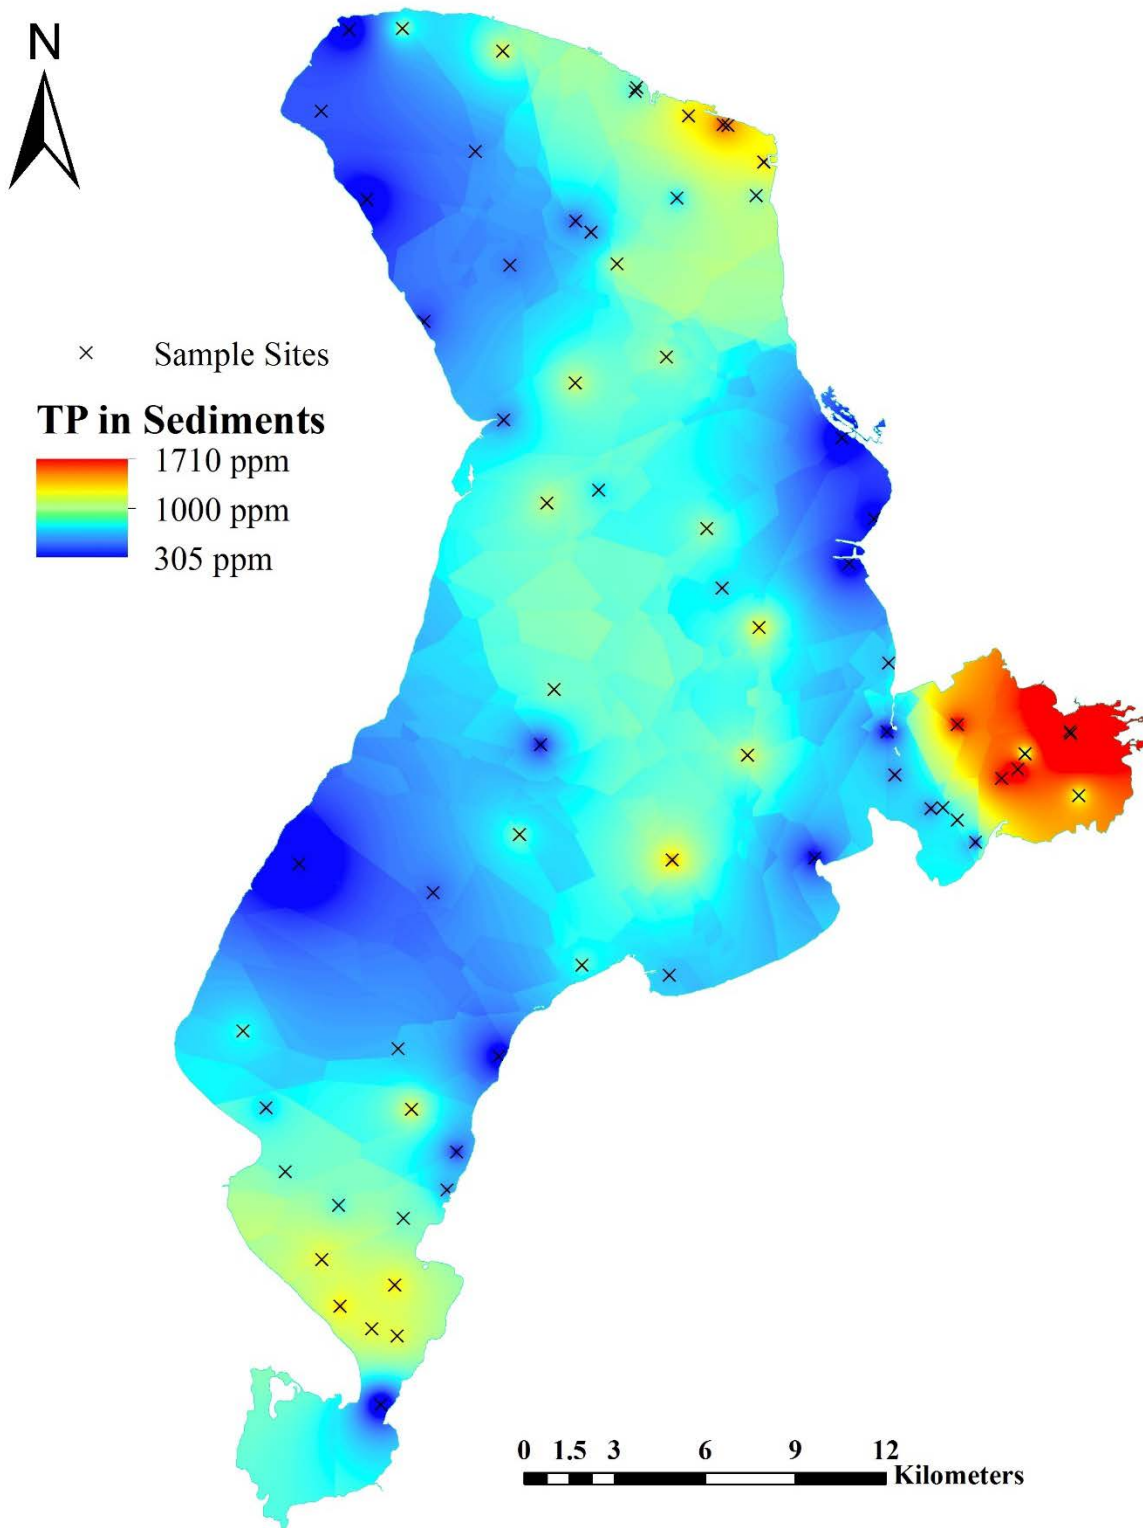 N
Sample Sites
TP in Sediments
1710 ppm
1000 ppm
305 ppm
0 1.5 3 6 9 12
Kilometers